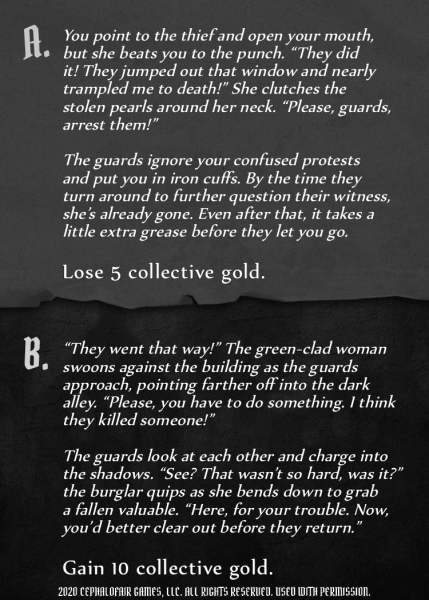 A.
You point to the thief and open your mouth,
but she beats you to the punch. “They did
it! They jumped out that window and nearly
trampled me to death!” She clutches the
stolen pearls around her neck. “Please, guards,
arrest them!”
The guards ignore your confused protests
and put you in iron cuffs. By the time they
turn around to further question their witness,
she’s already gone. Even after that, it takes a
little extra grease before they let you go.
Lose 5 collective gold.
B.
“They went that way!” The green-clad woman
swoons against the building as the guards
approach, pointing farther off into the dark
alley. “Please, you have to do something. I think
they killed someone!”
The guards look at each other and charge into
the shadows. “See? That wasn’t so hard, was it?”
the burglar quips as she bends down to grab
a fallen valuable. “Here, for your trouble. Now,
you’d better clear out before they return.”
Gain 10 collective gold.
2020 CEPHALOFAIR GAMES, LLC. ALL RIGHTS RESERVED. USED WITH PERMISSION.